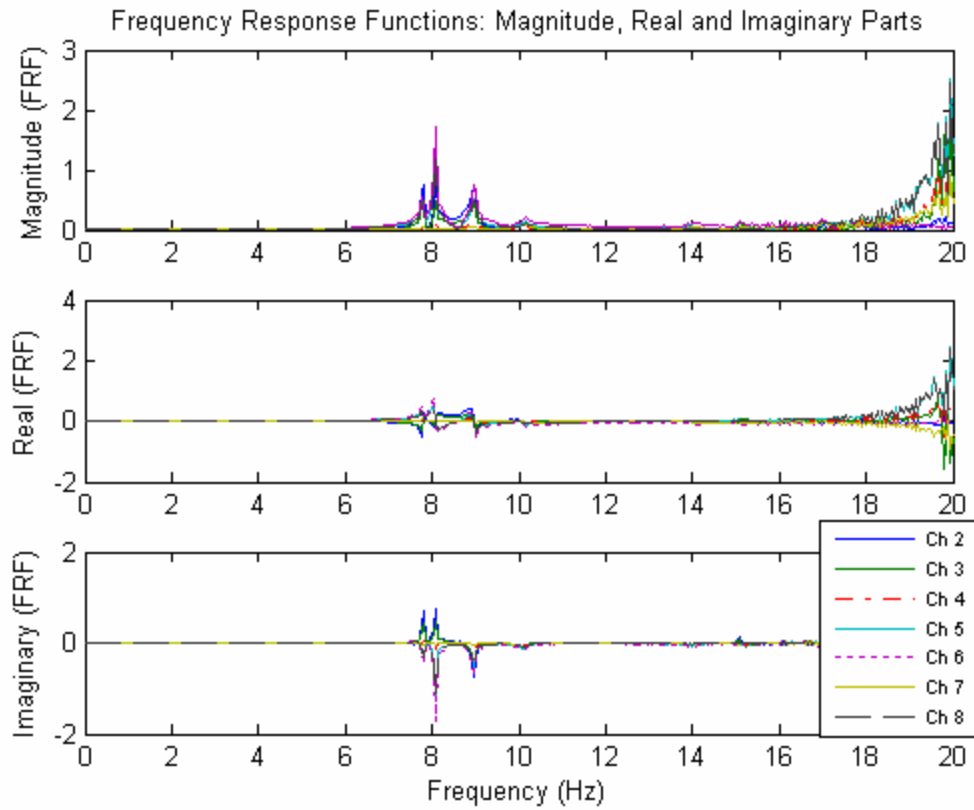 Frequency Response Functions: Magnitude, Real and Imaginary Parts
Magnitude (FRF)
3
2
1
0
0 2 4 6 8 10 12 14 16 18 20
Real (FRF)
4
2
0
-2
0 2 4 6 8 10 12 14 16 18 20
Imaginary (FRF)
2
0
-2
0 2 4 6 8 10 12 14 16 18 20
Frequency (Hz)
Ch 2
Ch 3
Ch 4
Ch 5
Ch 6
Ch 7
Ch 8